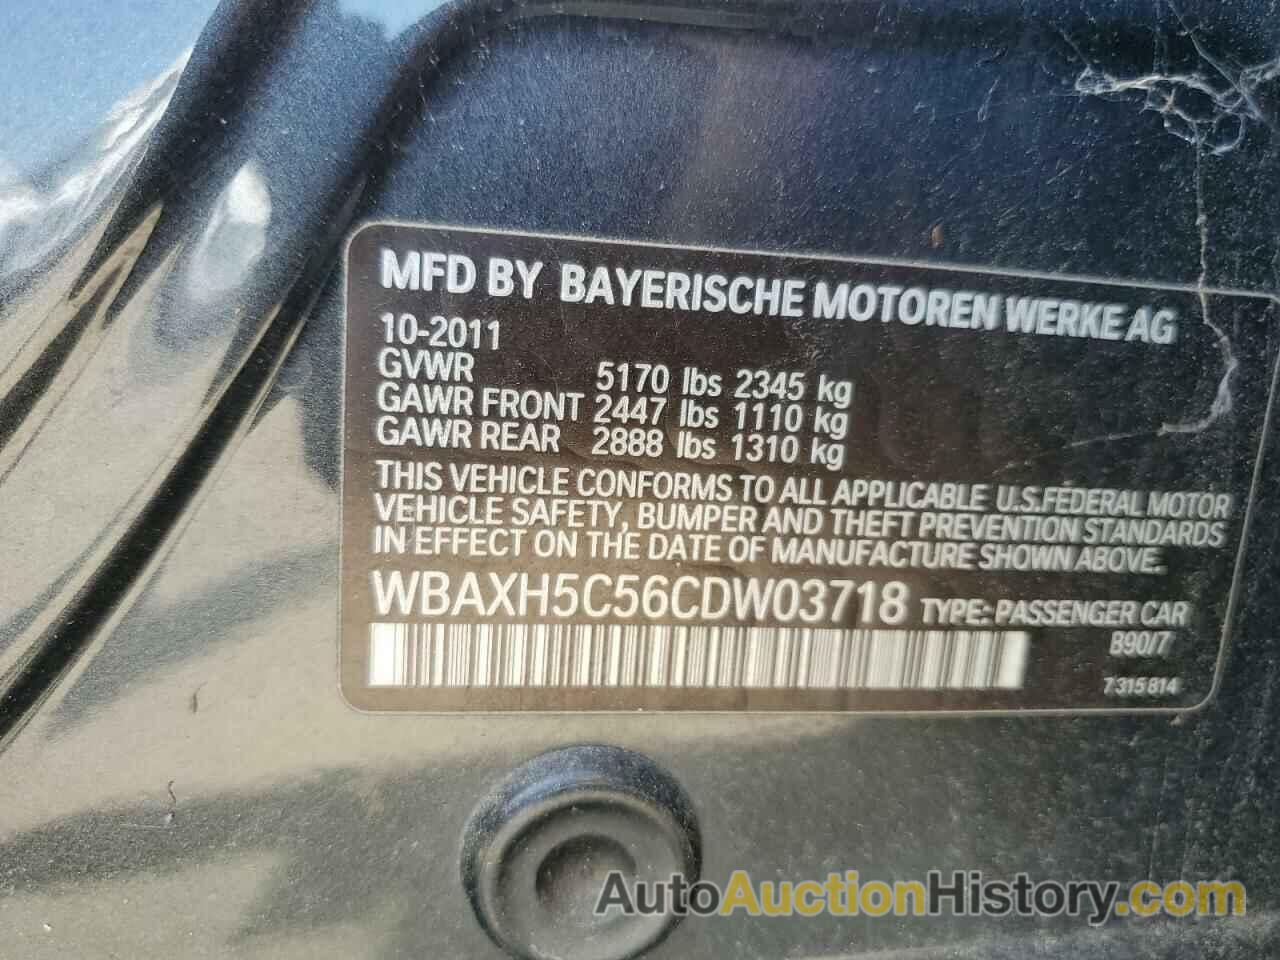 MFD BY BAYERISCHE MOTOREN WERKE AG
10-2011
GVWR 5170 lbs 2345 kg
GAWR FRONT 2447 lbs 1110 kg
GAWR REAR 2888 lbs 1310 kg
THIS VEHICLE CONFORMS TO ALL APPLICABLE U.S.FEDERAL MOTOR
VEHICLE SAFETY, BUMPER AND THEFT PREVENTION STANDARDS
IN EFFECT ON THE DATE OF MANUFACTURE SHOWN ABOVE.
WBAXH5C56CDW03718 TYPE: PASSENGER CAR
B90/7
7315814
AutoAuctionHistory.com